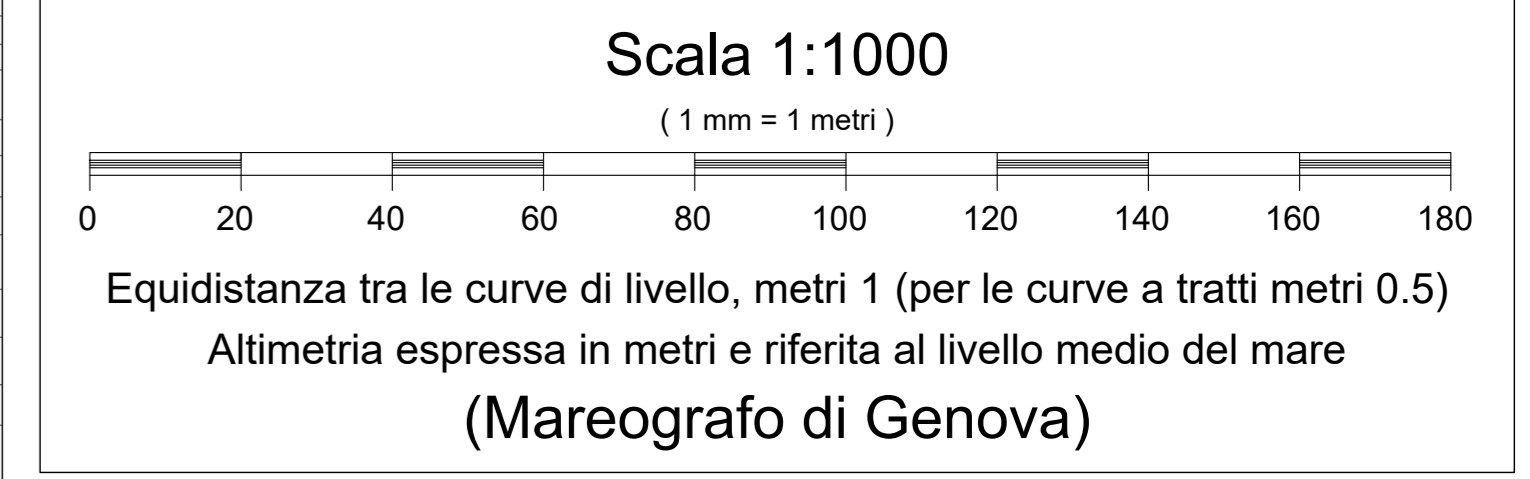 Scala 1:1000
( 1 mm = 1 metri )
0 20 40 60 80 100 120 140 160 180
Equidistanza tra le curve di livello, metri 1 (per le curve a tratti metri 0.5)
Altimetria espressa in metri e riferita al livello medio del mare
(Mareografo di Genova)